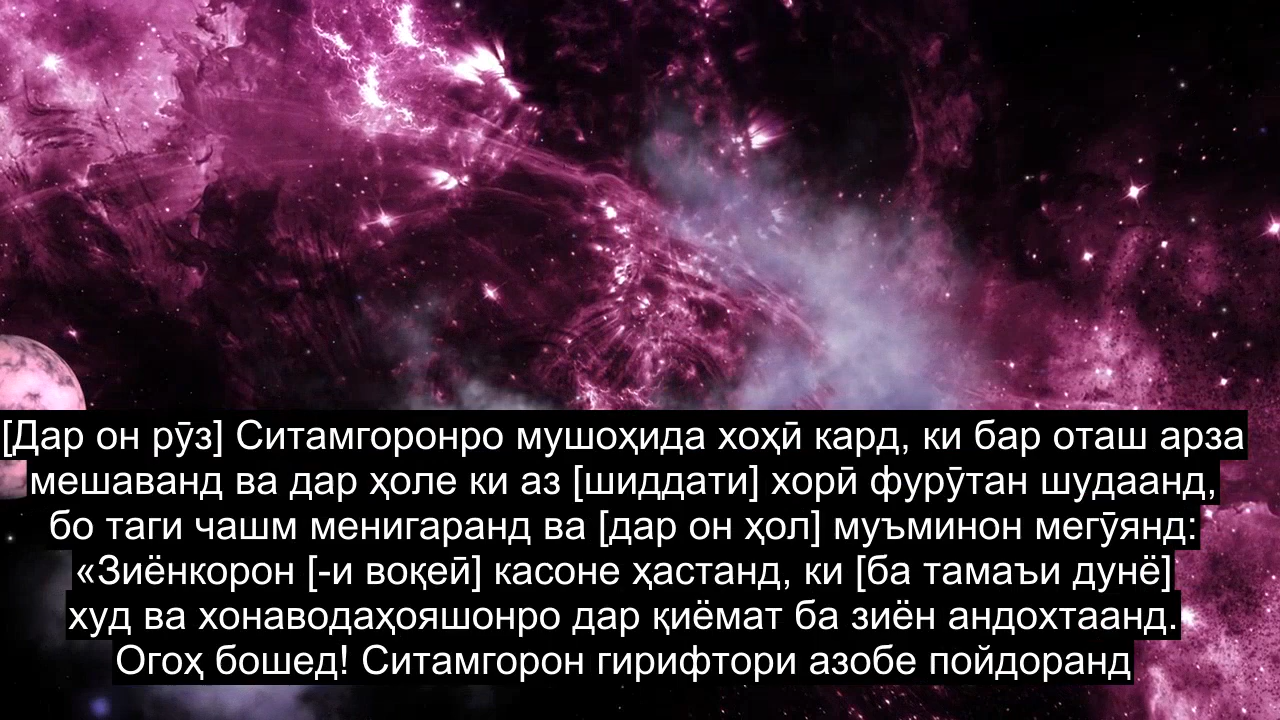 [Дар он рӯз] Ситамгоронро мушоҳида хоҳӣ кард, ки бар оташ арза
мешаванд ва дар ҳоле ки аз [шиддати] хорӣ фурӯтан шудаанд,
бо таги чашм менигаранд ва [дар он ҳол] муъминон мегӯянд:
«Зиёнкорон [-и воқеӣ] касоне ҳастанд, ки [ба тамаъи дунё]
худ ва хонаводаҳояшонро дар қиёмат ба зиён андохтаанд.
Огоҳ бошед! Ситамгорон гирифтори азобе пойдоранд